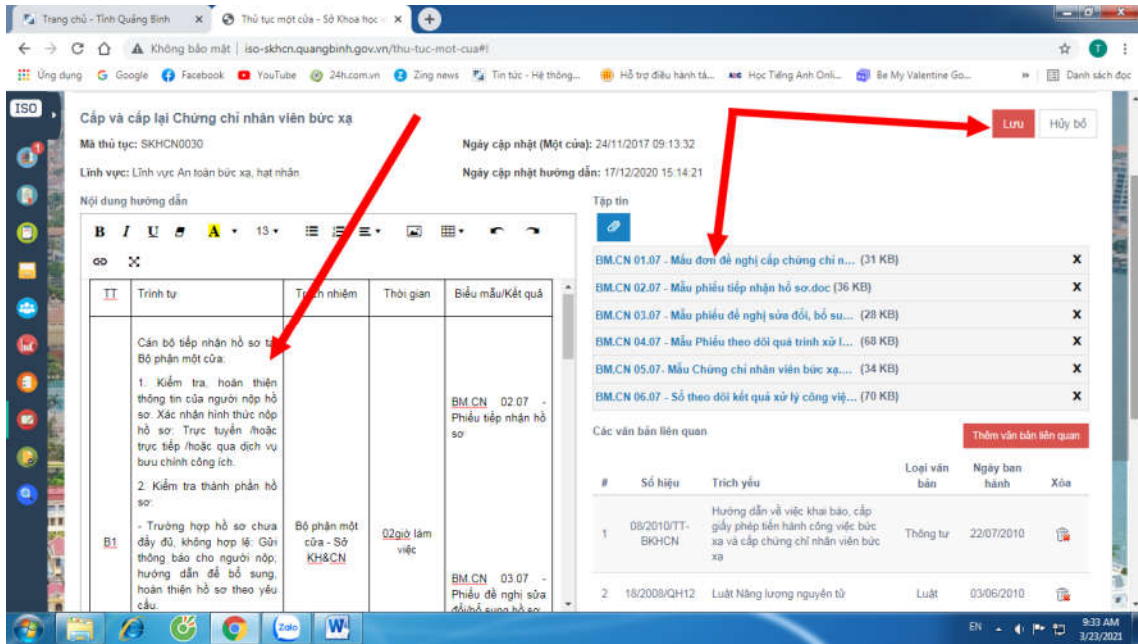 Trang chủ - Tỉnh Quảng Bình
Thủ tục một cửa - Sở Khoa học
Không bảo mật | iso-skhcn.quangbinh.gov.vn/thu-tuc-mot-cua#!
Ứng dụng Google Facebook YouTube 24h.com.vn Zing news Tin tức - Hệ thống... Hỗ trợ điều hành tá... Học Tiếng Anh Onli... Be My Valentine Go... » Danh sách đọc
ISO
Cấp và cấp lại Chứng chỉ nhân viên bức xạ
Lưu
Hủy bỏ
Mã thủ tục: SKHCN0030
Ngày cập nhật (Một cửa): 24/11/2017 09:13:32
Lĩnh vực: Lĩnh vực An toàn bức xạ, hạt nhân
Ngày cập nhật hướng dẫn: 17/12/2020 15:14:21
Nội dung hướng dẫn
Tập tin
B I U A 13
TT Trình tự nhiệm Thời gian Biểu mẫu/Kết quả
Cán bộ tiếp nhận hồ sơ
Bộ phận một cửa:
1. Kiểm tra, hoàn thiện
thông tin của người nộp hồ
sơ. Xác nhận hình thức nộp
hồ sơ: Trực tuyến /hoặc
trực tiếp /hoặc qua dịch vụ
bưu chính công ích.
2. Kiểm tra thành phần hồ
sơ:
- Trường hợp hồ sơ chưa
đầy đủ, không hợp lệ: Gửi
thông báo cho người nộp;
hướng dẫn để bổ sung,
hoàn thiện hồ sơ theo yêu
cầu.
B1
Bộ phận một
cửa - Sở
KH&CN
02giờ làm
việc
BM.CN 02.07 -
Phiếu tiếp nhận hồ
sơ
BM.CN 03.07 -
Phiếu đề nghị sửa
đổi/bổ sung hồ sơ
BM.CN 01.07 - Mẫu đơn đề nghị cấp chứng chỉ n... (31 KB) X
BM.CN 02.07 - Mẫu phiếu tiếp nhận hồ sơ.doc (36 KB) X
BM.CN 03.07 - Mẫu phiếu đề nghị sửa đổi, bổ su... (28 KB) X
BM.CN 04.07 - Mẫu Phiếu theo dõi quá trình xử l... (68 KB) X
BM.CN 05.07- Mẫu Chứng chỉ nhân viên bức xạ.... (34 KB) X
BM.CN 06.07 - Sổ theo dõi kết quả xử lý công việ... (70 KB) X
Các văn bản liên quan
Thêm văn bản liên quan
# Số hiệu Trích yếu Loại văn bản Ngày ban hành Xóa
1 08/2010/TT-BKHCN Hướng dẫn về việc khai báo, cấp
giấy phép tiến hành công việc bức
xạ và cấp chứng chỉ nhân viên bức
xạ Thông tư 22/07/2010
2 18/2008/QH12 Luật Năng lượng nguyên tử Luật 03/06/2010
Zalo
EN
9:33 AM
3/23/2021